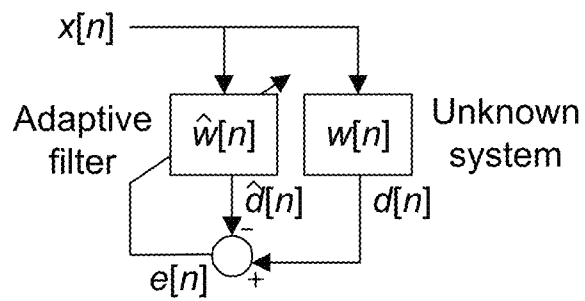 x[n]
Adaptive
filter
ŵ[n]
w[n]
Unknown
system
d̂[n]
d[n]
-
e[n]
+